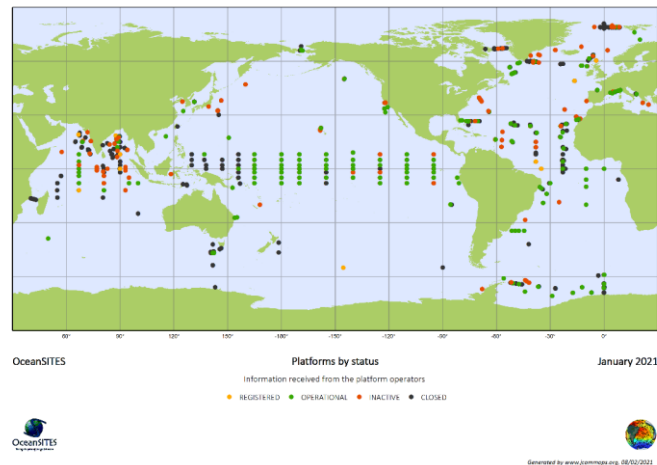 60° 90° 120° 150° -180° -150° -120° -90° -60° -30° 0°
OceanSITES Platforms by status January 2021
Information received from the platform operators
REGISTERED OPERATIONAL INACTIVE CLOSED
OceanSITES
Generated by www.jcommops.org, 08/02/2021